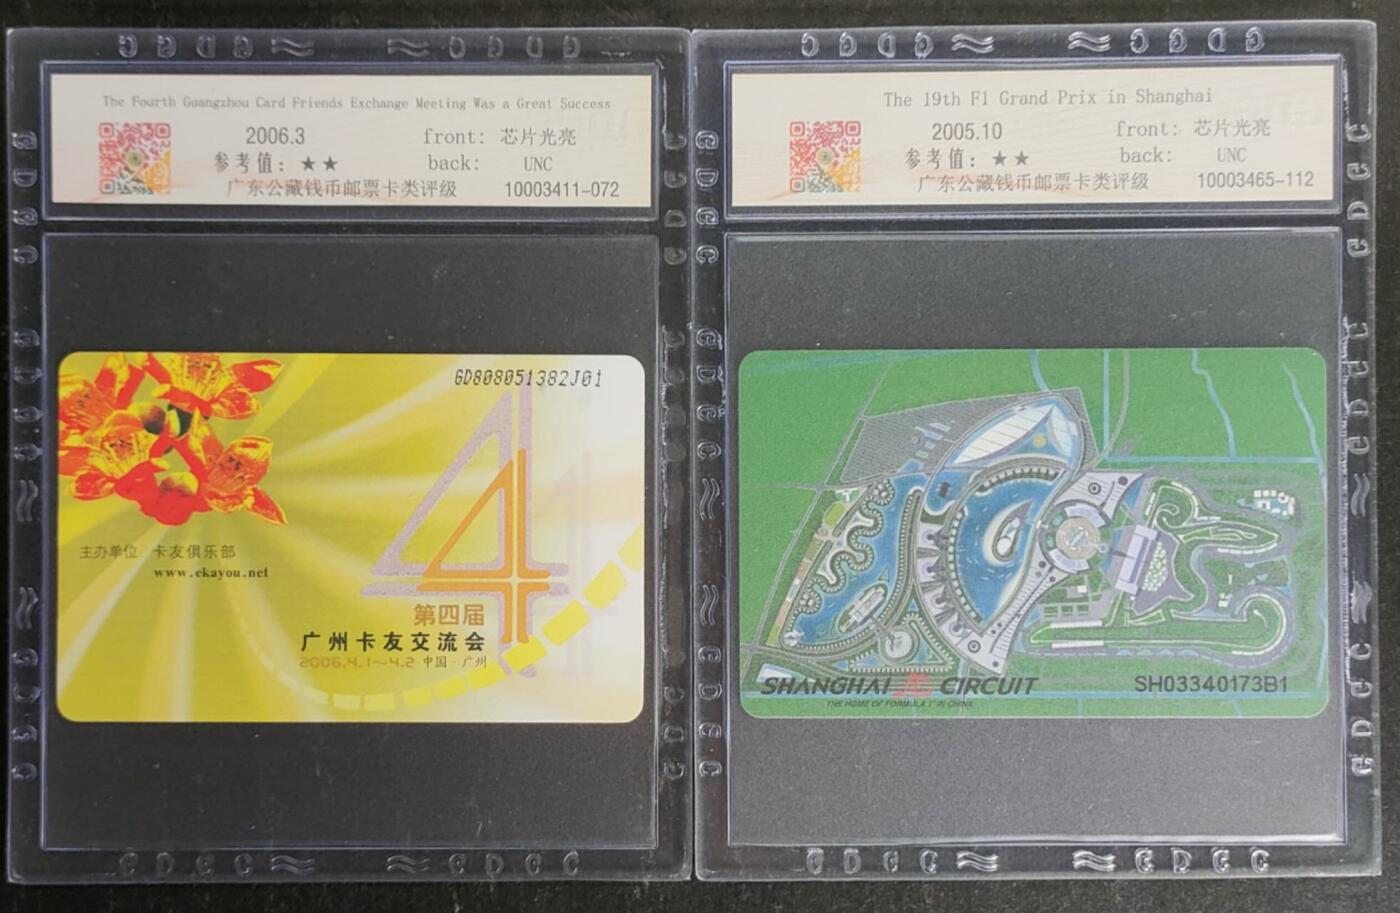 The Fourth Guangzhou Card Friends Exchange Meeting Was a Great Success
2006.3
front: 芯片光亮
参考值: ★★
back: UNC
广东公藏钱币邮票卡类评级
10003411-072
GD808051382J01
主办单位 卡友俱乐部
www.ekayou.net
4
第四届
广州卡友交流会
2006.4.1~4.2 中国·广州
The 19th F1 Grand Prix in Shanghai
2005.10
front: 芯片光亮
参考值: ★★
back: UNC
广东公藏钱币邮票卡类评级
10003465-112
SHANGHAI CIRCUIT
THE HOME OF FORMULA 1 IN CHINA
SH03340173B1
GDGC
GDGC
GDGC
GDGC